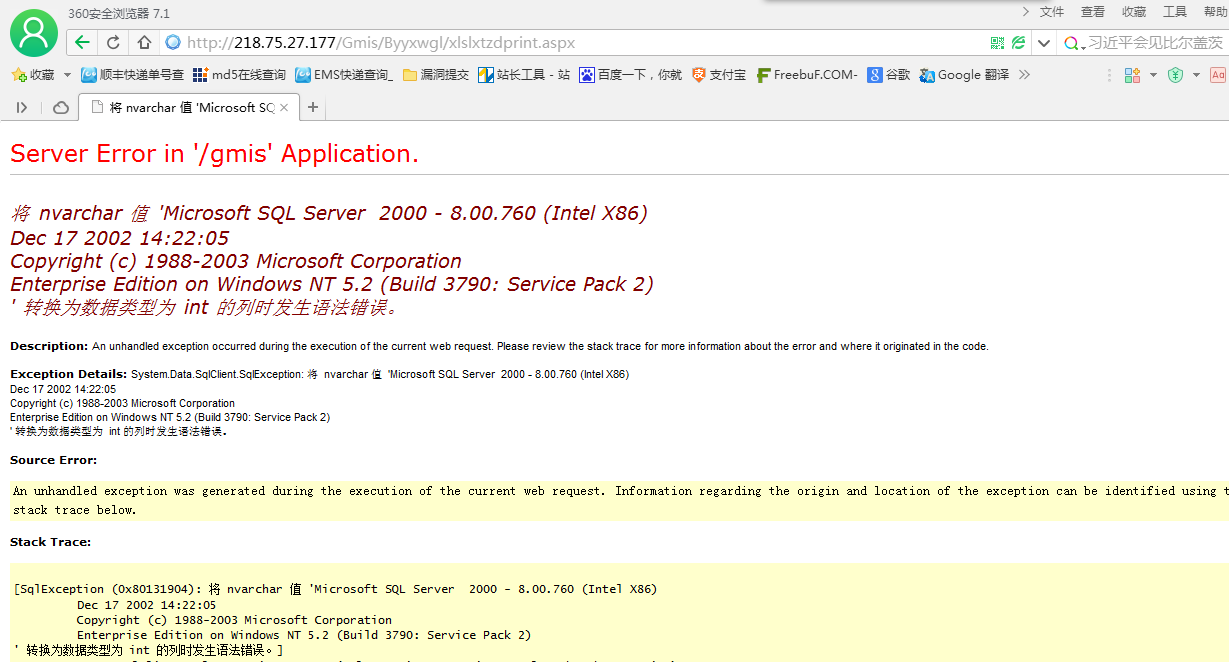 360安全浏览器 7.1
文件 查看 收藏 工具 帮助
http://218.75.27.177/Gmis/Byyxwgl/xlslxtzdprint.aspx
习近平会见比尔盖茨
收藏 顺丰快递单号查 md5在线查询 EMS快递查询_ 漏洞提交 站长工具 - 站 百度一下，你就 支付宝 FreebuF.COM- 谷歌 Google 翻译
将 nvarchar 值 'Microsoft SQ
Server Error in '/gmis' Application.
将 nvarchar 值 'Microsoft SQL Server  2000 - 8.00.760 (Intel X86)
Dec 17 2002 14:22:05
Copyright (c) 1988-2003 Microsoft Corporation
Enterprise Edition on Windows NT 5.2 (Build 3790: Service Pack 2)
' 转换为数据类型为 int 的列时发生语法错误。
Description: An unhandled exception occurred during the execution of the current web request. Please review the stack trace for more information about the error and where it originated in the code.
Exception Details: System.Data.SqlClient.SqlException: 将 nvarchar 值 'Microsoft SQL Server  2000 - 8.00.760 (Intel X86)
Dec 17 2002 14:22:05
Copyright (c) 1988-2003 Microsoft Corporation
Enterprise Edition on Windows NT 5.2 (Build 3790: Service Pack 2)
' 转换为数据类型为 int 的列时发生语法错误。
Source Error:
An unhandled exception was generated during the execution of the current web request. Information regarding the origin and location of the exception can be identified using t
stack trace below.
Stack Trace:
[SqlException (0x80131904): 将 nvarchar 值 'Microsoft SQL Server  2000 - 8.00.760 (Intel X86)
Dec 17 2002 14:22:05
Copyright (c) 1988-2003 Microsoft Corporation
Enterprise Edition on Windows NT 5.2 (Build 3790: Service Pack 2)
' 转换为数据类型为 int 的列时发生语法错误。]